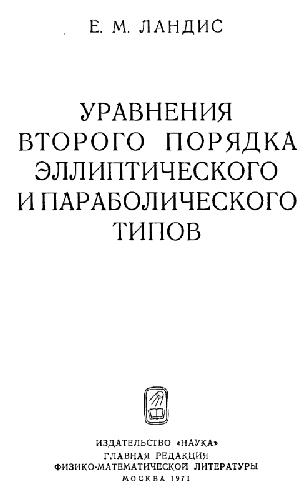 Е. М. ЛАНДИС
УРАВНЕНИЯ
ВТОРОГО ПОРЯДКА
ЭЛЛИПТИЧЕСКОГО
И ПАРАБОЛИЧЕСКОГО
ТИПОВ
ИЗДАТЕЛЬСТВО «НАУКА»
ГЛАВНАЯ РЕДАКЦИЯ
ФИЗИКО-МАТЕМАТИЧЕСКОЙ ЛИТЕРАТУРЫ
МОСКВА 1971